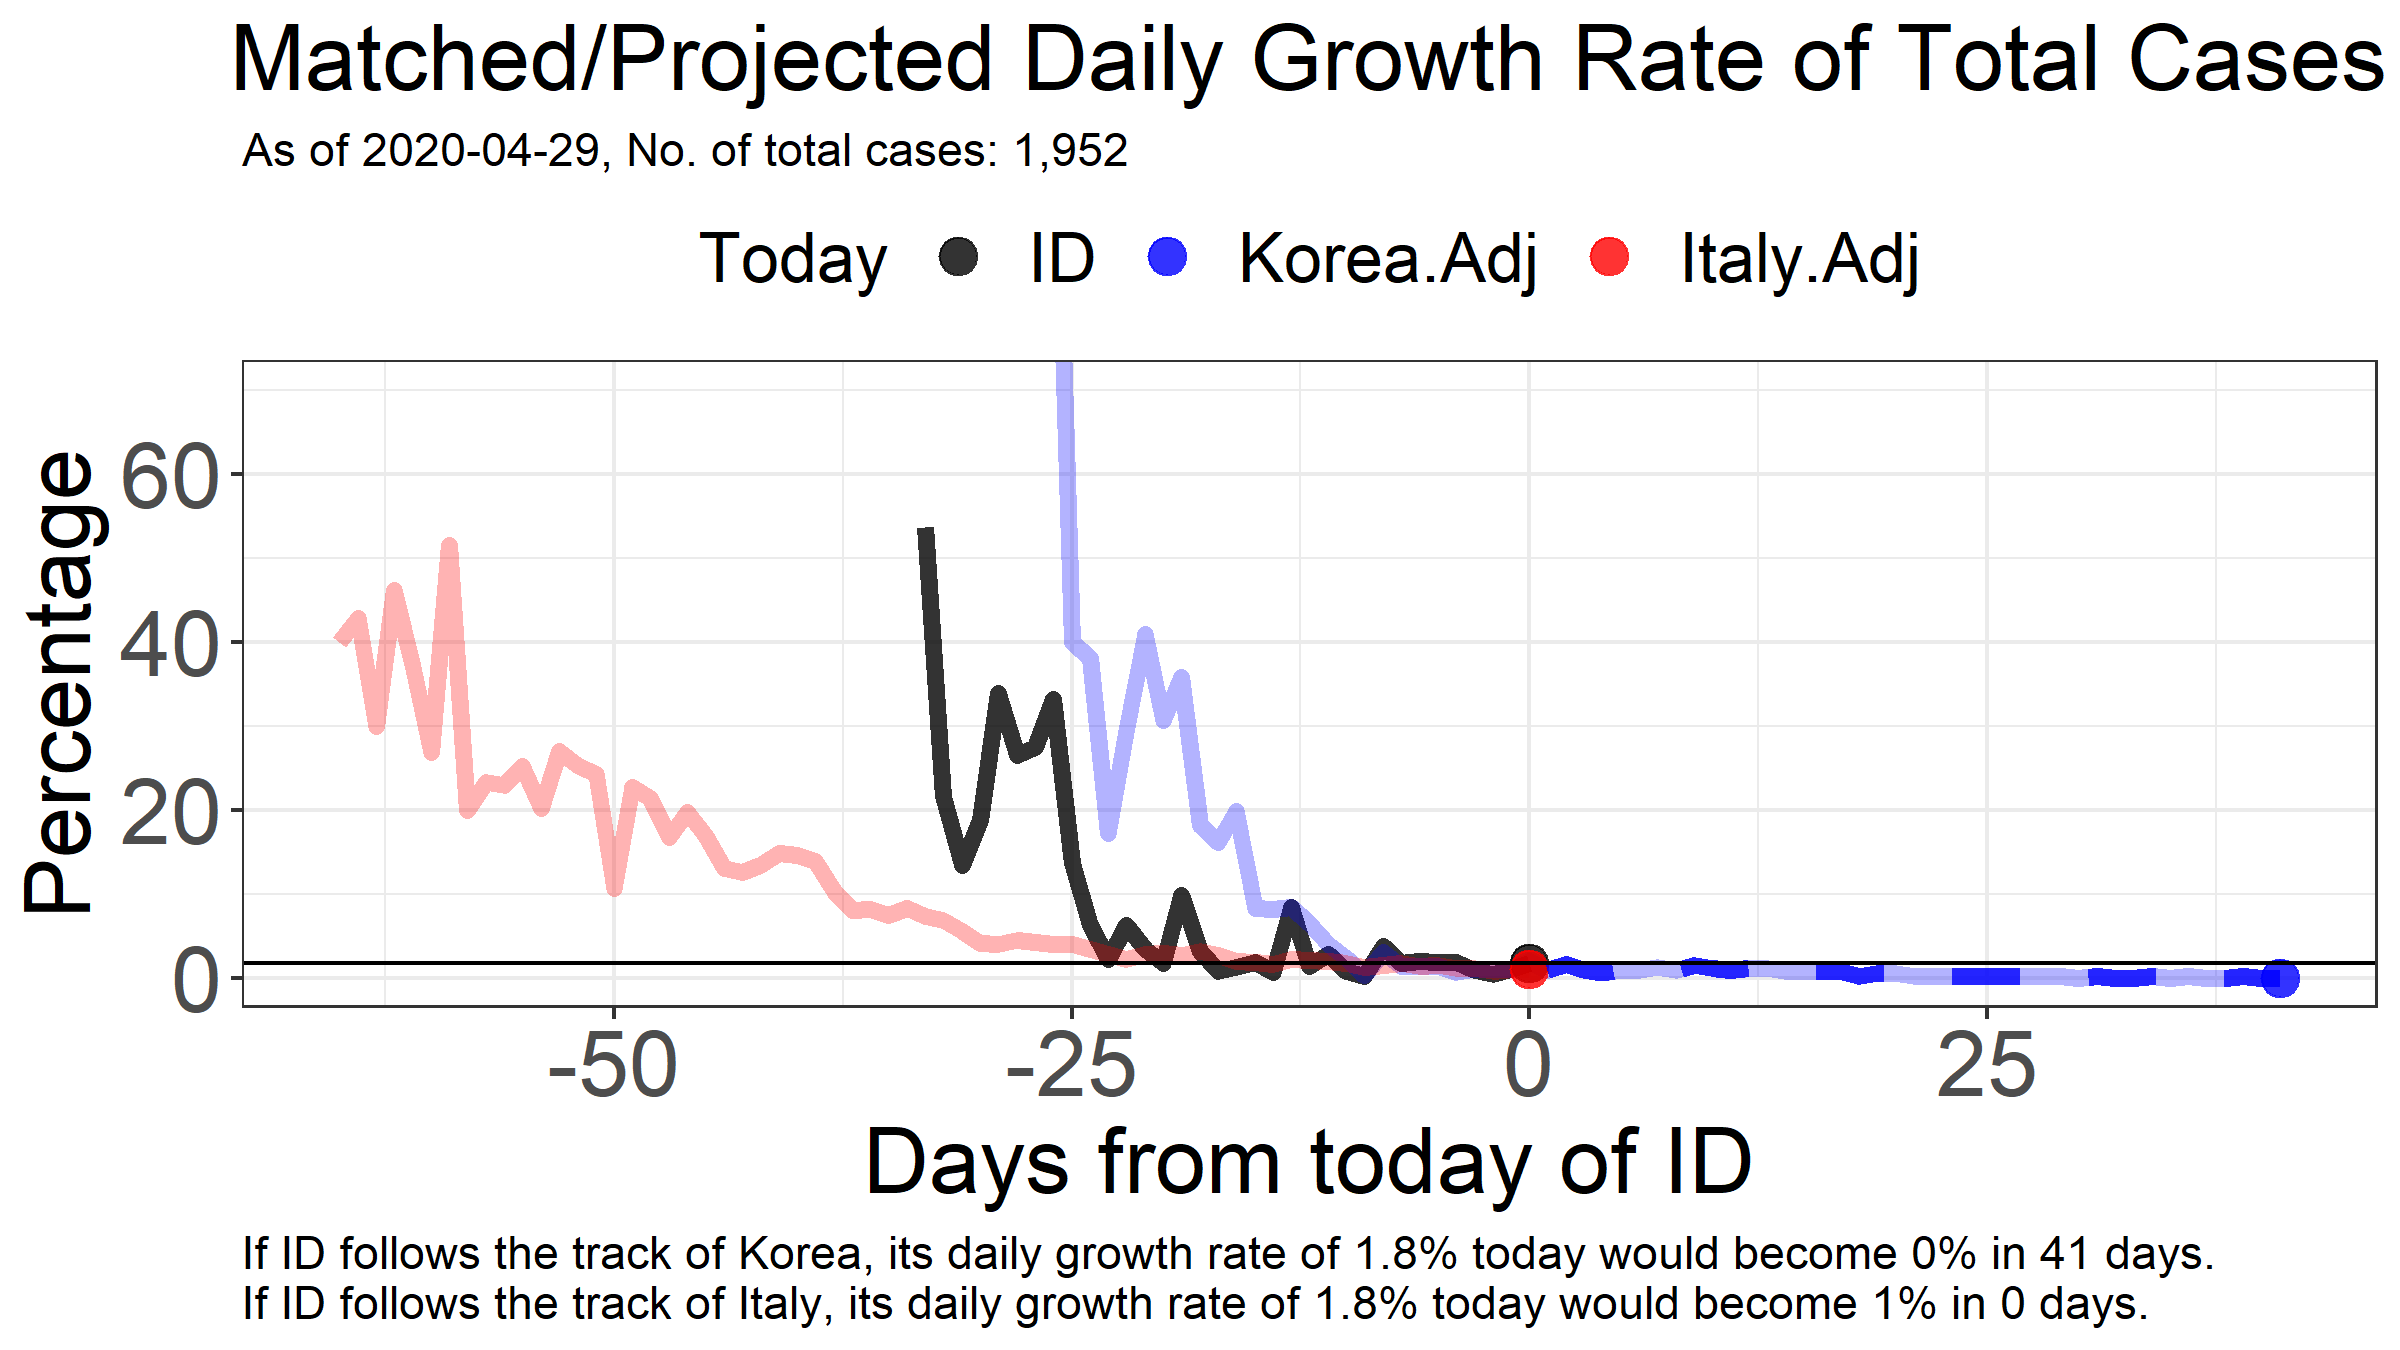 Matched/Projected Daily Growth Rate of Total Cases
As of 2020-04-29, No. of total cases: 1,952
Today ID Korea.Adj Italy.Adj
Percentage
60
40
20
0
-50 -25 0 25
Days from today of ID
If ID follows the track of Korea, its daily growth rate of 1.8% today would become 0% in 41 days.
If ID follows the track of Italy, its daily growth rate of 1.8% today would become 1% in 0 days.